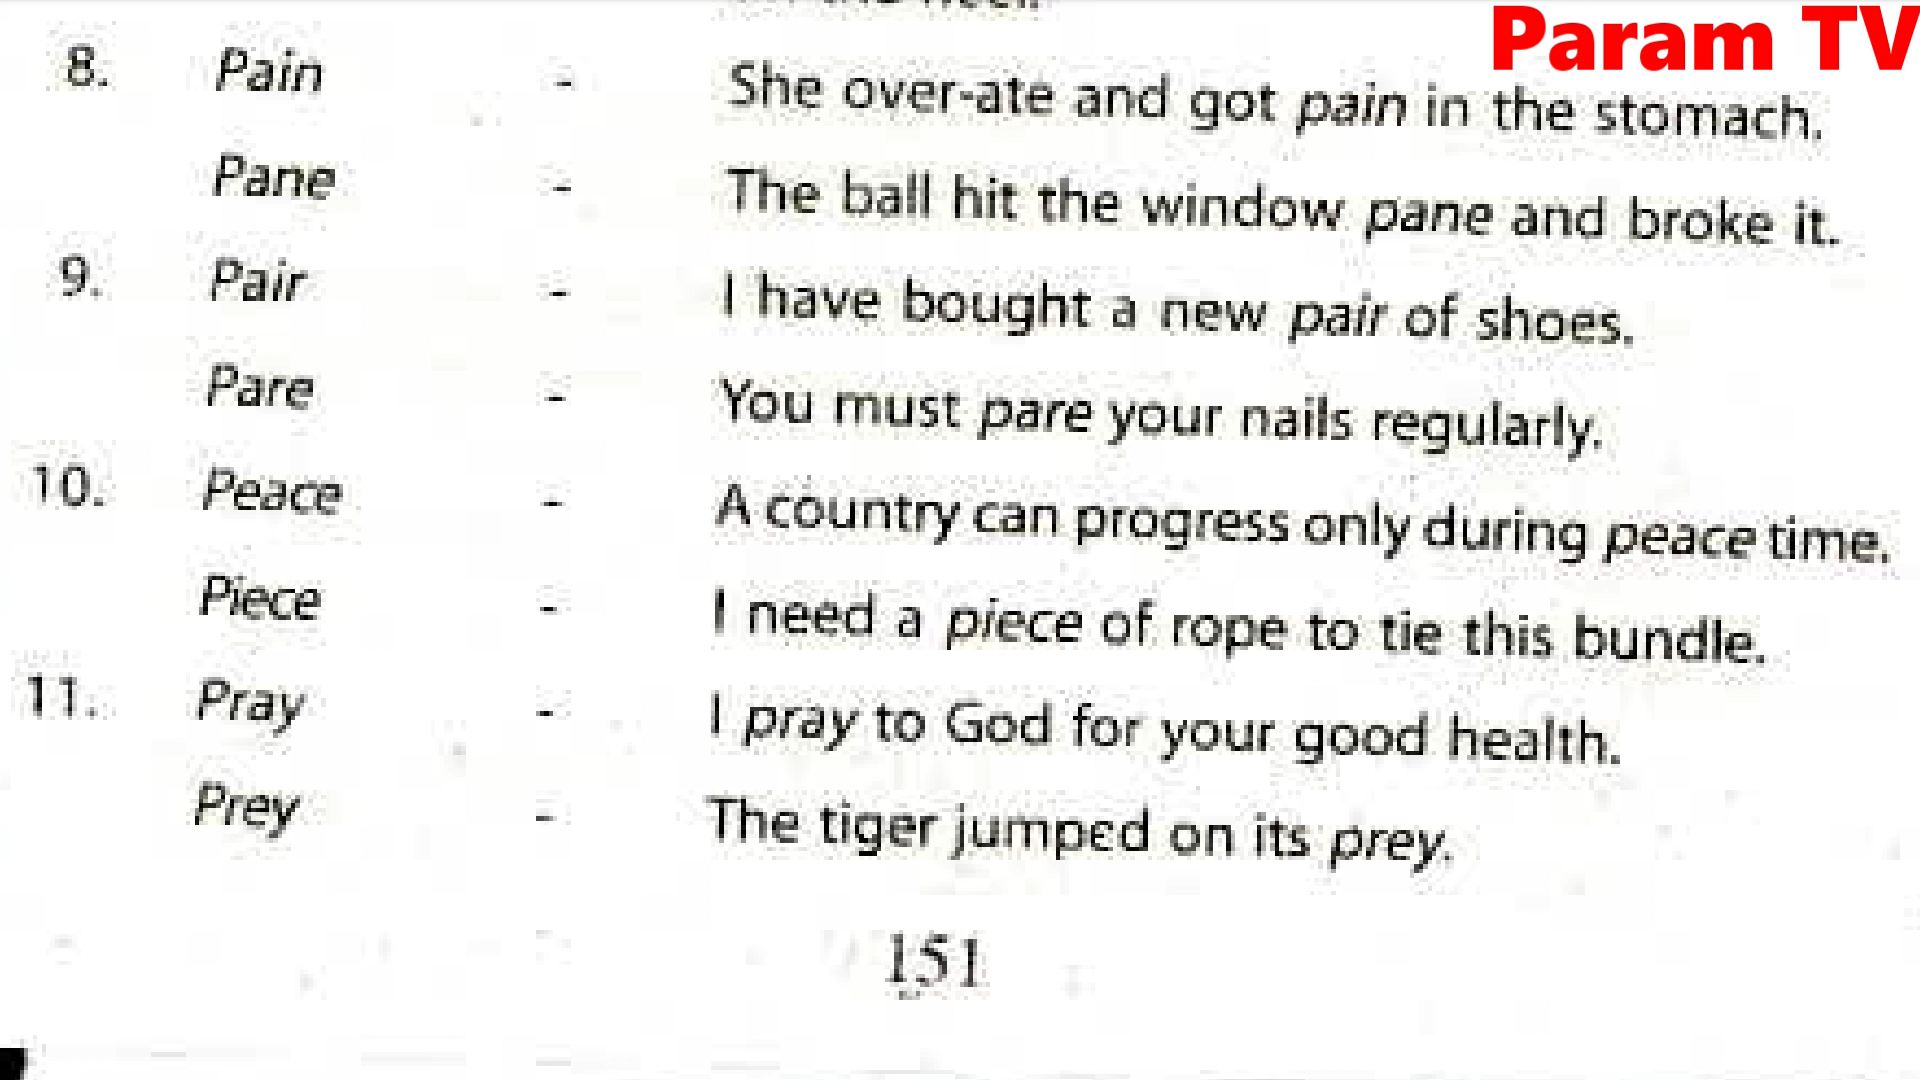 Param TV
8. Pain - She over-ate and got pain in the stomach.
Pane - The ball hit the window pane and broke it.
9. Pair - I have bought a new pair of shoes.
Pare - You must pare your nails regularly.
10. Peace - A country can progress only during peace time.
Piece - I need a piece of rope to tie this bundle.
11. Pray - I pray to God for your good health.
Prey - The tiger jumped on its prey.
151